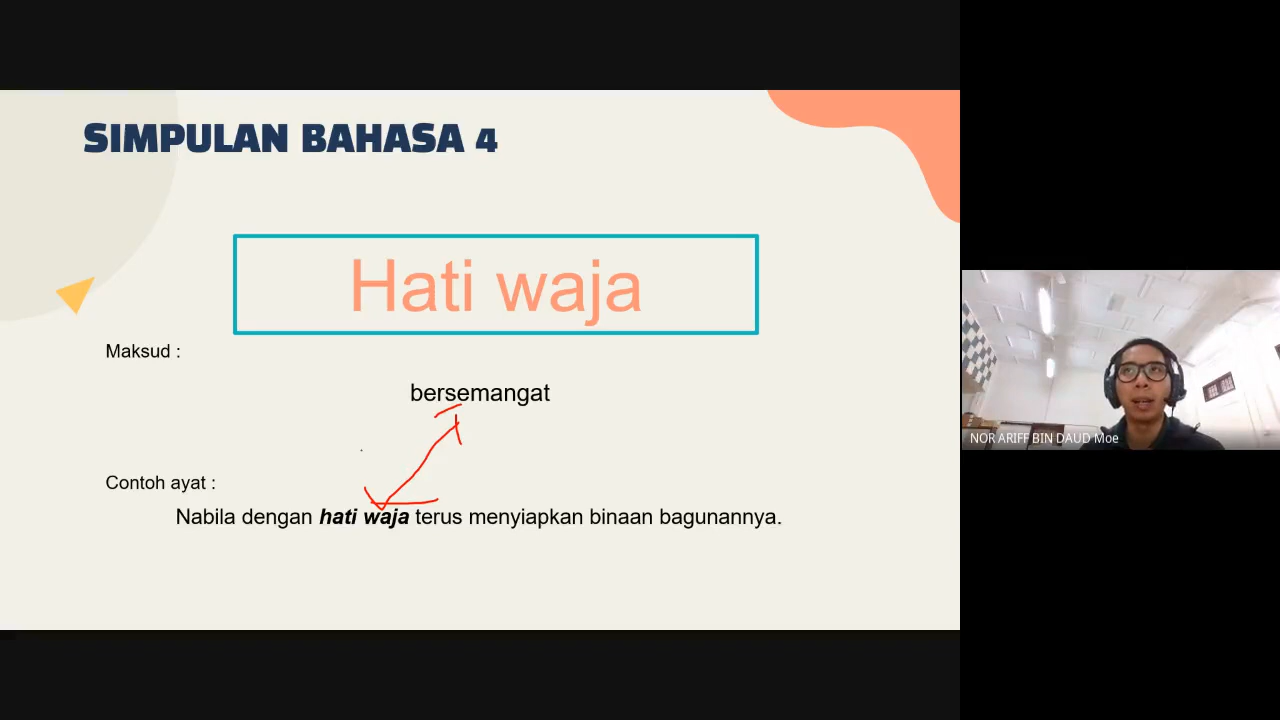 SIMPULAN BAHASA 4
Hati waja
Maksud :
bersemangat
Contoh ayat :
Nabila dengan hati waja terus menyiapkan binaan bagunannya.
NOR ARIFF BIN DAUD Moe